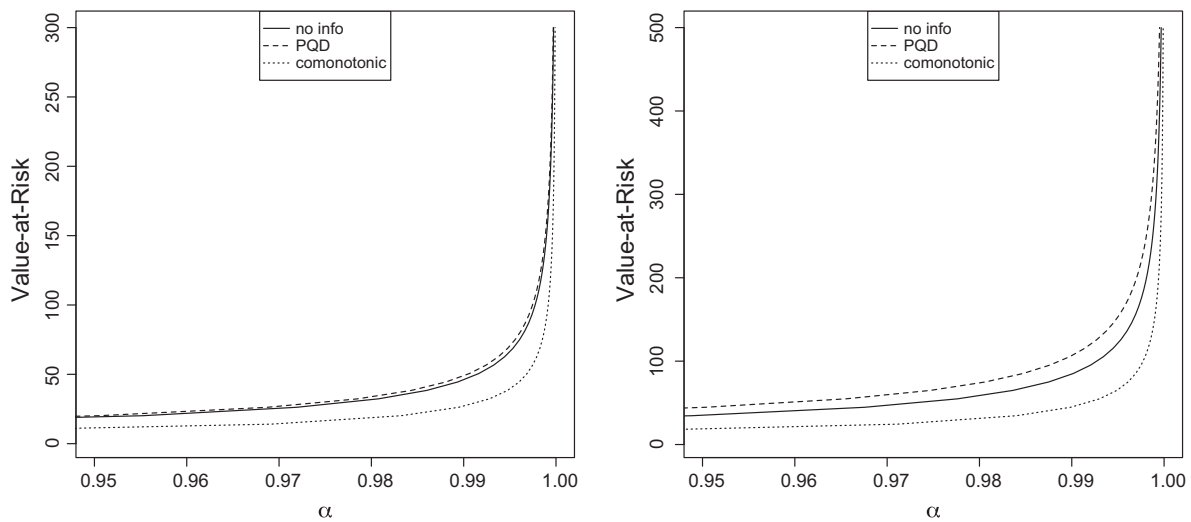 no info
PQD
comonotonic
Value-at-Risk
300
250
200
150
100
50
0
0.95 0.96 0.97 0.98 0.99 1.00
α
no info
PQD
comonotonic
Value-at-Risk
500
400
300
200
100
0
0.95 0.96 0.97 0.98 0.99 1.00
α